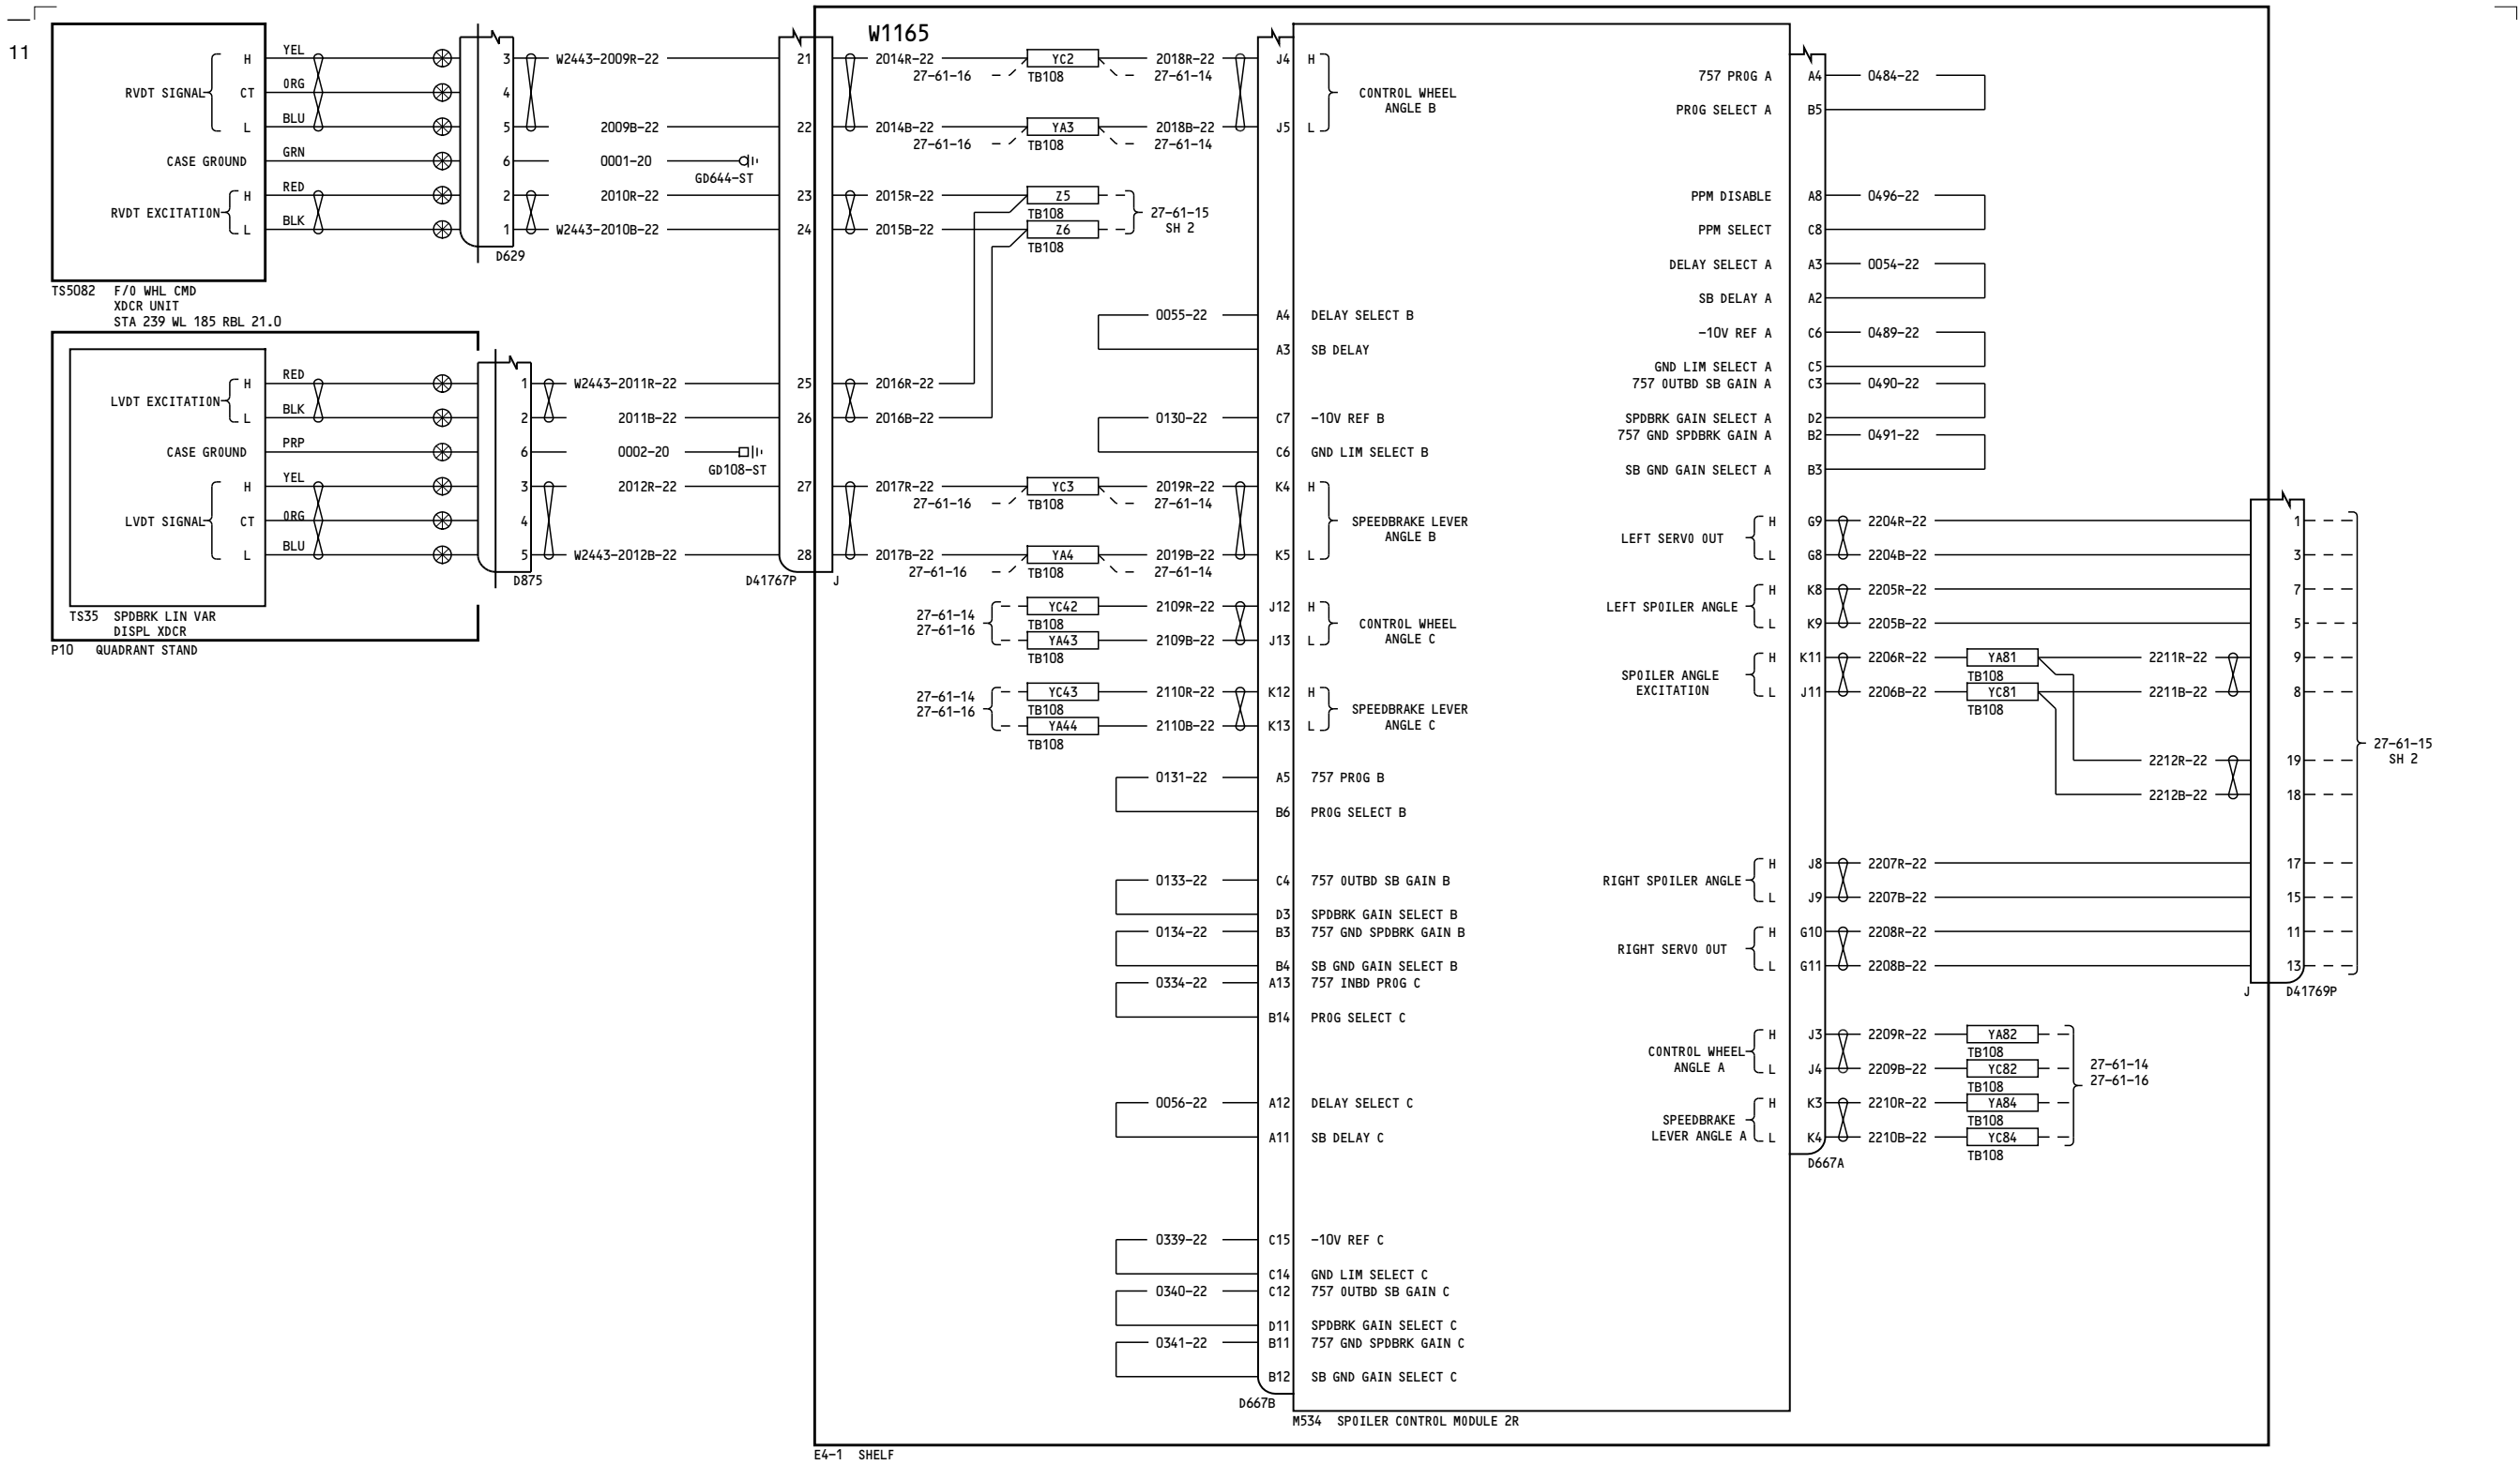 11
W1165
RVDT SIGNAL
H YEL
CT ORG
L BLU
CASE GROUND GRN
RVDT EXCITATION
H RED
L BLK
3 W2443-2009R-22 21
4
5 2009B-22 22
6 0001-20
GD644-ST
2 2010R-22 23
1 W2443-2010B-22 24
D629
TS5082 F/O WHL CMD
XDCR UNIT
STA 239 WL 185 RBL 21.0
LVDT EXCITATION
H RED
L BLK
CASE GROUND PRP
LVDT SIGNAL
H YEL
CT ORG
L BLU
1 W2443-2011R-22 25
2 2011B-22 26
6 0002-20
GD108-ST
3 2012R-22 27
4
5 W2443-2012B-22 28
D875
D41767P J
TS35 SPDBRK LIN VAR
DISPL XDCR
P10 QUADRANT STAND
2014R-22 YC2 2018R-22 J4 H
27-61-16 TB108 27-61-14
CONTROL WHEEL
ANGLE B
2014B-22 YA3 2018B-22 J5 L
27-61-16 TB108 27-61-14
2015R-22 Z5
TB108
2015B-22 Z6
TB108
27-61-15
SH 2
0055-22 A4 DELAY SELECT B
A3 SB DELAY
2016R-22
2016B-22
0130-22 C7 -10V REF B
C6 GND LIM SELECT B
2017R-22 YC3 2019R-22 K4 H
27-61-16 TB108 27-61-14
SPEEDBRAKE LEVER
ANGLE B
2017B-22 YA4 2019B-22 K5 L
27-61-16 TB108 27-61-14
27-61-14
27-61-16
YC42 2109R-22 J12 H
TB108
YA43 2109B-22 J13 L
TB108
CONTROL WHEEL
ANGLE C
27-61-14
27-61-16
YC43 2110R-22 K12 H
TB108
YA44 2110B-22 K13 L
TB108
SPEEDBRAKE LEVER
ANGLE C
0131-22 A5 757 PROG B
B6 PROG SELECT B
0133-22 C4 757 OUTBD SB GAIN B
D3 SPDBRK GAIN SELECT B
0134-22 B3 757 GND SPDBRK GAIN B
B4 SB GND GAIN SELECT B
0334-22 A13 757 INBD PROG C
B14 PROG SELECT C
0056-22 A12 DELAY SELECT C
A11 SB DELAY C
0339-22 C15 -10V REF C
C14 GND LIM SELECT C
0340-22 C12 757 OUTBD SB GAIN C
D11 SPDBRK GAIN SELECT C
0341-22 B11 757 GND SPDBRK GAIN C
B12 SB GND GAIN SELECT C
D667B
M534 SPOILER CONTROL MODULE 2R
E4-1 SHELF
757 PROG A A4 0484-22
PROG SELECT A B5
PPM DISABLE A8 0496-22
PPM SELECT C8
DELAY SELECT A A3 0054-22
SB DELAY A A2
-10V REF A C6 0489-22
GND LIM SELECT A C5
757 OUTBD SB GAIN A C3 0490-22
SPDBRK GAIN SELECT A D2
757 GND SPDBRK GAIN A B2 0491-22
SB GND GAIN SELECT A B3
LEFT SERVO OUT
H G9 2204R-22 1
L G8 2204B-22 3
LEFT SPOILER ANGLE
H K8 2205R-22 7
L K9 2205B-22 5
SPOILER ANGLE
EXCITATION
H K11 2206R-22 YA81 2211R-22 9
TB108
L J11 2206B-22 YC81 2211B-22 8
TB108
2212R-22 19
2212B-22 18
27-61-15
SH 2
RIGHT SPOILER ANGLE
H J8 2207R-22 17
L J9 2207B-22 15
RIGHT SERVO OUT
H G10 2208R-22 11
L G11 2208B-22 13
J D41769P
CONTROL WHEEL
ANGLE A
H J3 2209R-22 YA82
TB108
L J4 2209B-22 YC82
TB108
SPEEDBRAKE
LEVER ANGLE A
H K3 2210R-22 YA84
TB108
L K4 2210B-22 YC84
TB108
27-61-14
27-61-16
D667A